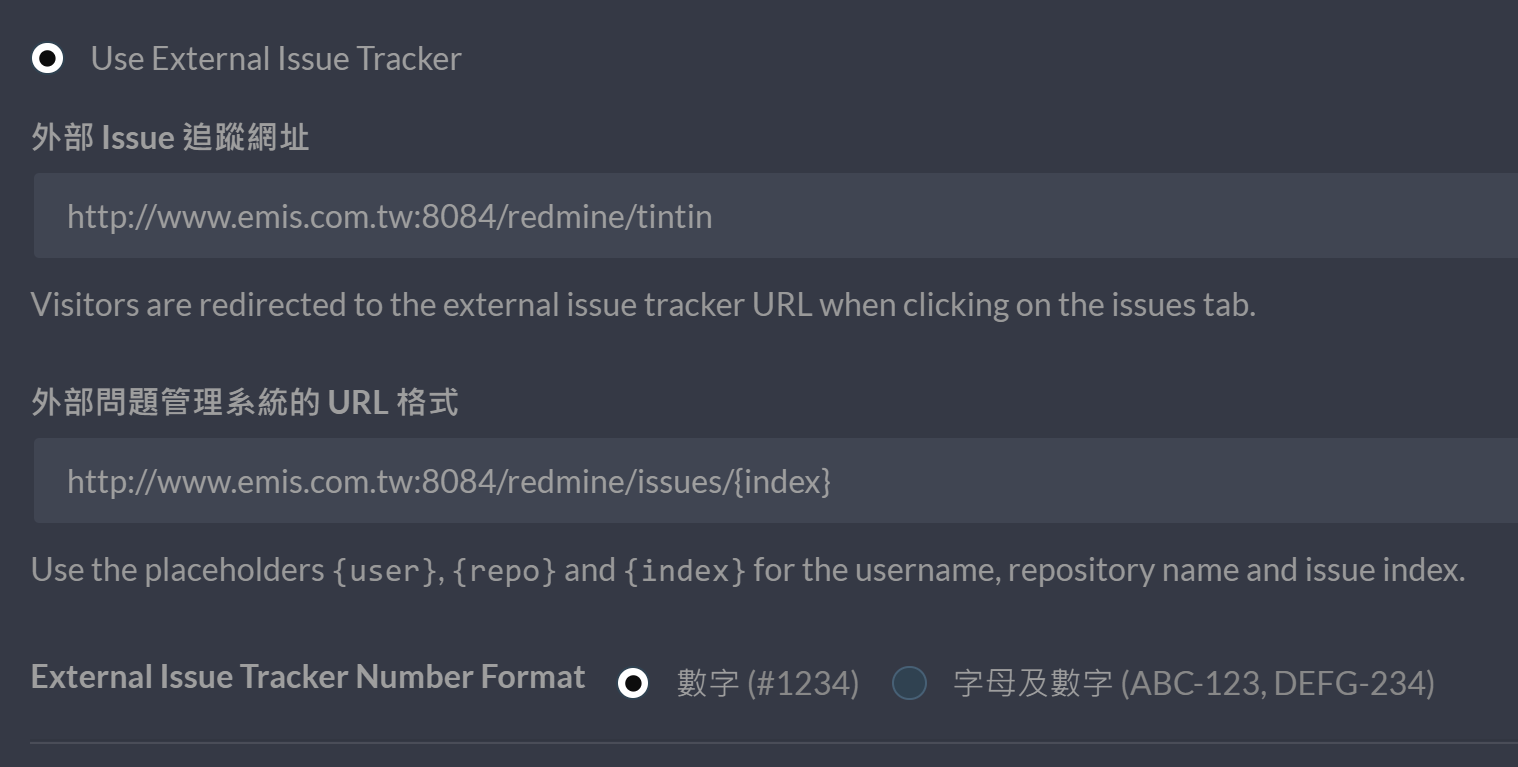 Use External Issue Tracker
外部 Issue 追蹤網址
http://www.emis.com.tw:8084/redmine/tintin
Visitors are redirected to the external issue tracker URL when clicking on the issues tab.
外部問題管理系統的 URL 格式
http://www.emis.com.tw:8084/redmine/issues/{index}
Use the placeholders {user}, {repo} and {index} for the username, repository name and issue index.
External Issue Tracker Number Format 數字 (#1234) 字母及數字 (ABC-123, DEFG-234)